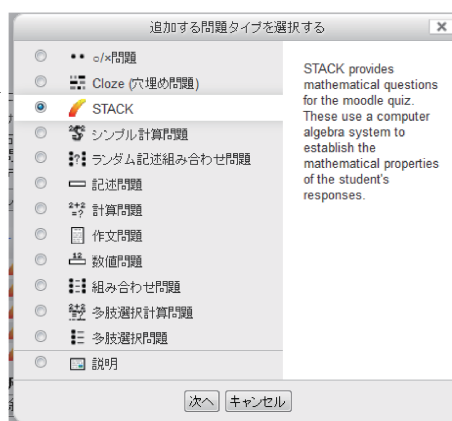 追加する問題タイプを選択する
○/×問題
Cloze (穴埋め問題)
STACK
シンプル計算問題
ランダム記述組み合わせ問題
記述問題
計算問題
作文問題
数値問題
組み合わせ問題
多肢選択計算問題
多肢選択問題
説明
STACK provides
mathematical questions
for the moodle quiz.
These use a computer
algebra system to
establish the
mathematical properties
of the student's
responses.
次へ キャンセル